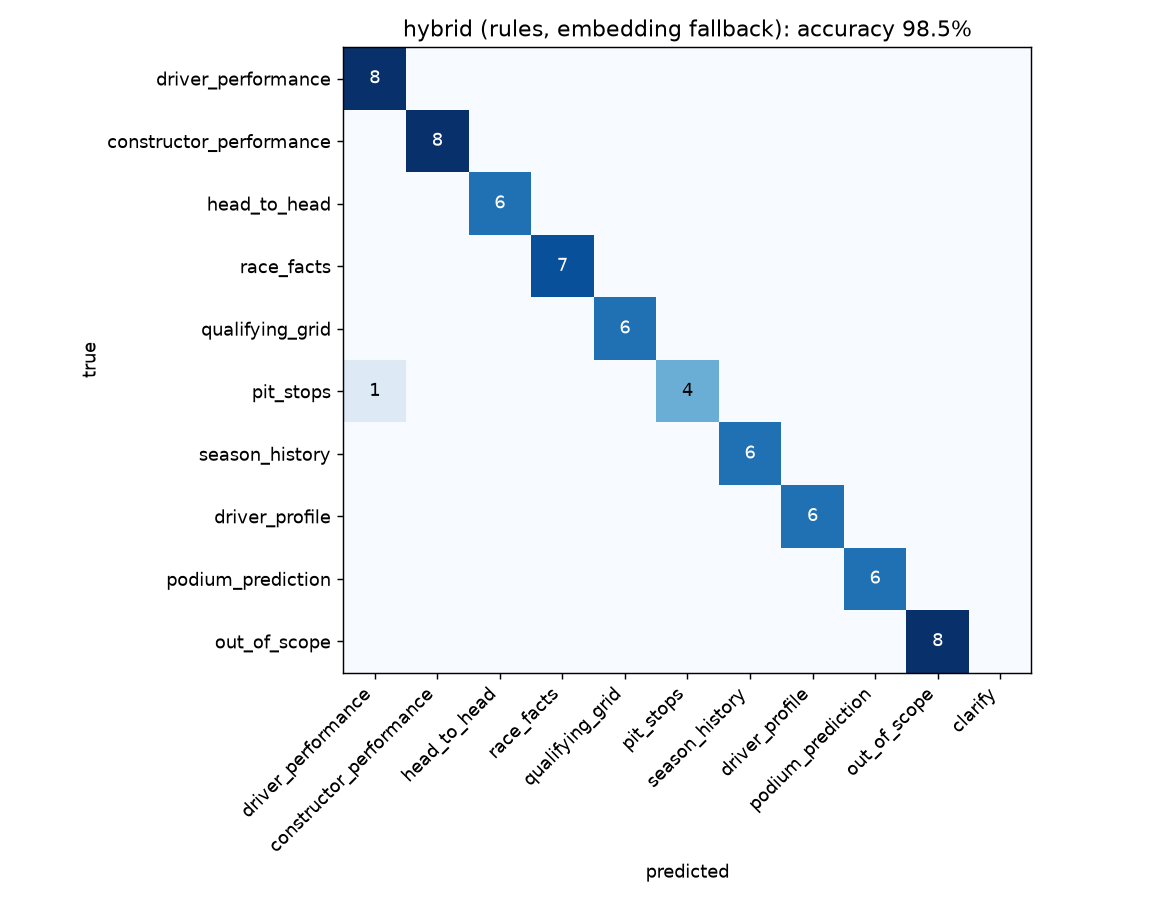 hybrid (rules, embedding fallback): accuracy 98.5%
driver_performance 8
constructor_performance 8
head_to_head 6
race_facts 7
qualifying_grid 6
true
pit_stops 1 4
season_history 6
driver_profile 6
podium_prediction 6
out_of_scope 8
driver_performance
constructor_performance
head_to_head
race_facts
qualifying_grid
pit_stops
season_history
driver_profile
podium_prediction
out_of_scope
clarify
predicted